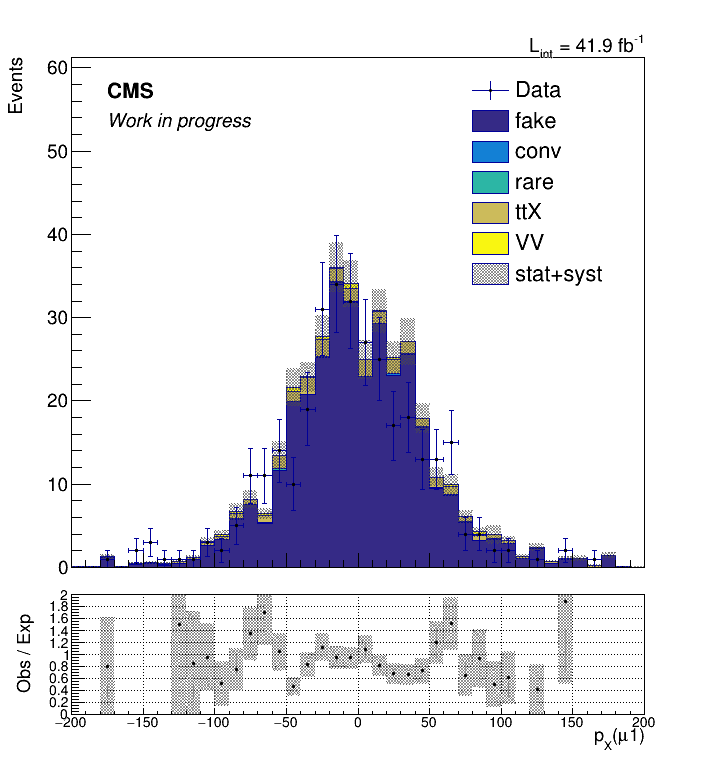 L_int = 41.9 fb^-1
Events
60
50
40
30
20
10
0
CMS
Work in progress
Data
fake
conv
rare
ttX
VV
stat+syst
Obs / Exp
2
1.8
1.6
1.4
1.2
1
0.8
0.6
0.4
0.2
0
−200 −150 −100 −50 0 50 100 150 200
p_X(μ1)